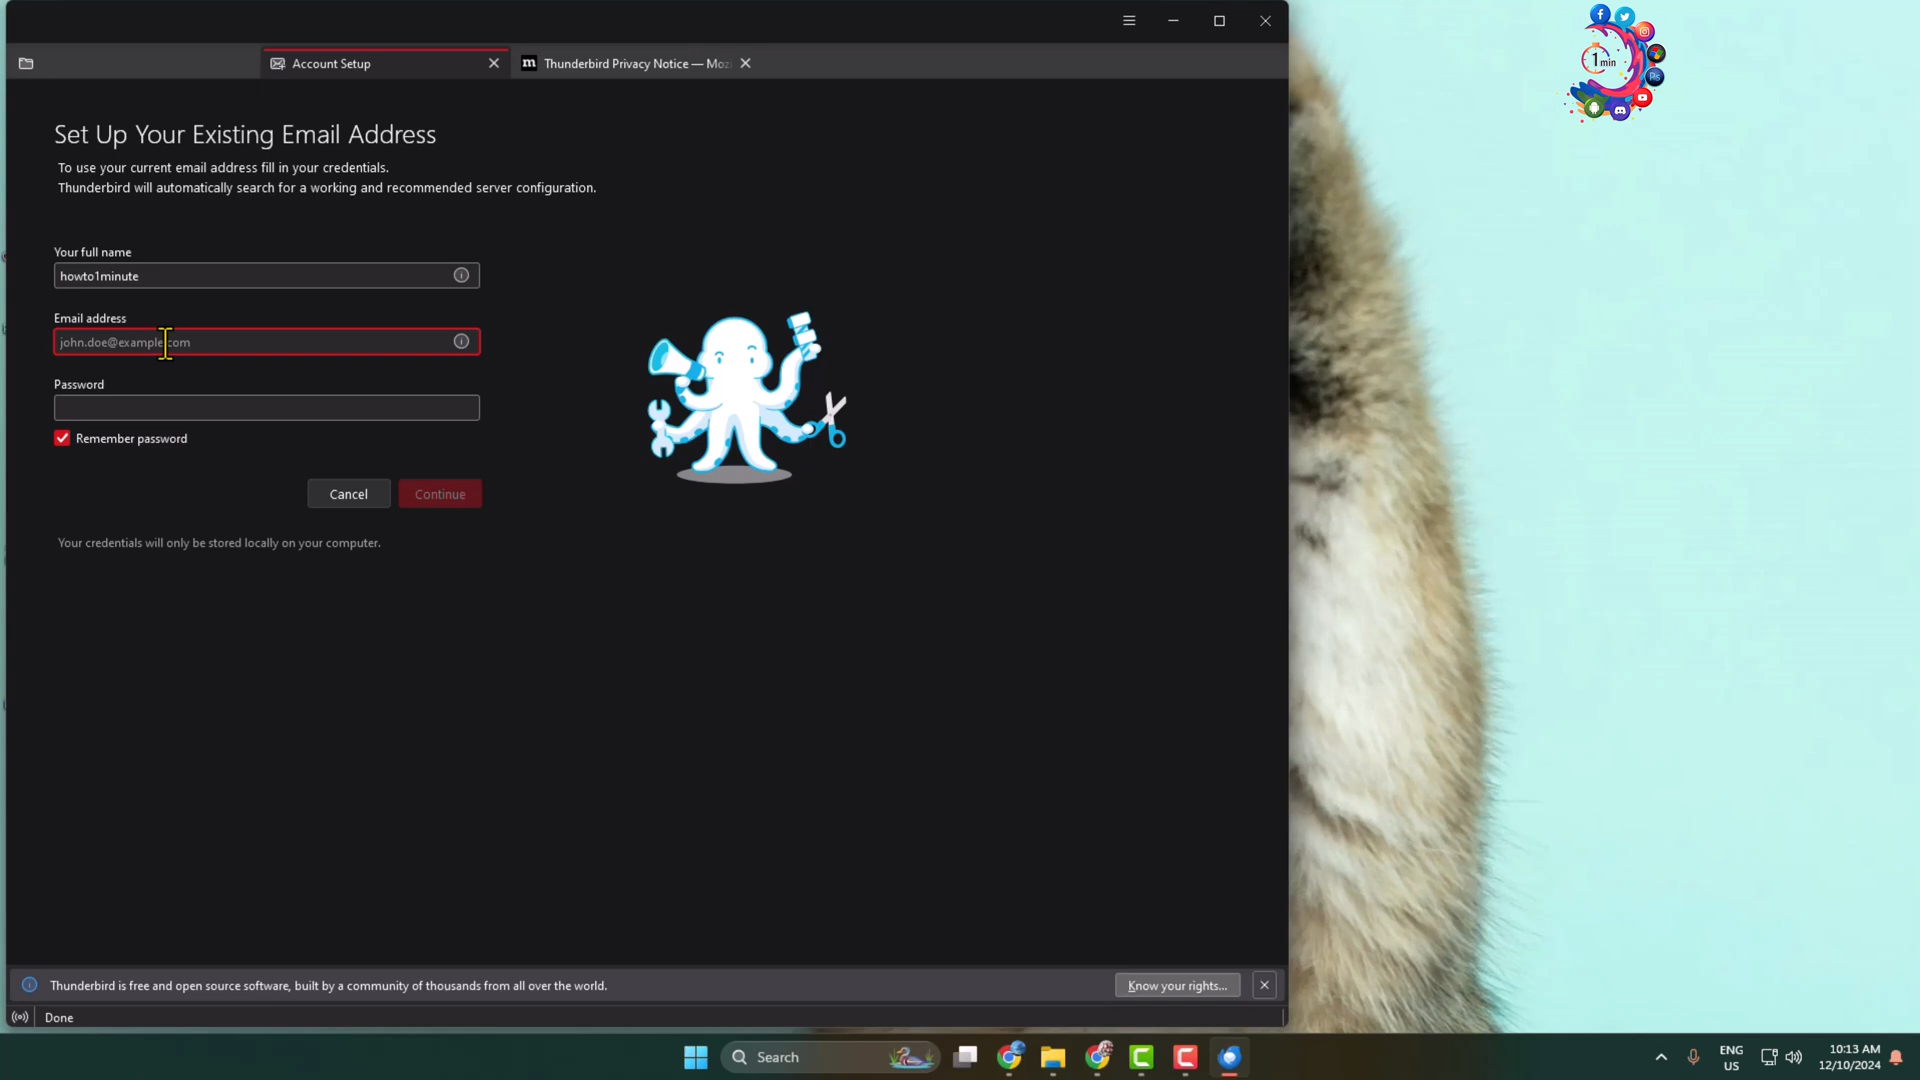 Account Setup
Thunderbird Privacy Notice — Moz
Set Up Your Existing Email Address
To use your current email address fill in your credentials.
Thunderbird will automatically search for a working and recommended server configuration.
Your full name
howto1minute
Email address
john.doe@example.com
Password
Remember password
Cancel
Continue
Your credentials will only be stored locally on your computer.
Thunderbird is free and open source software, built by a community of thousands from all over the world.
Know your rights...
Done
1min
Ps
Search
ENG
US
10:13 AM
12/10/2024